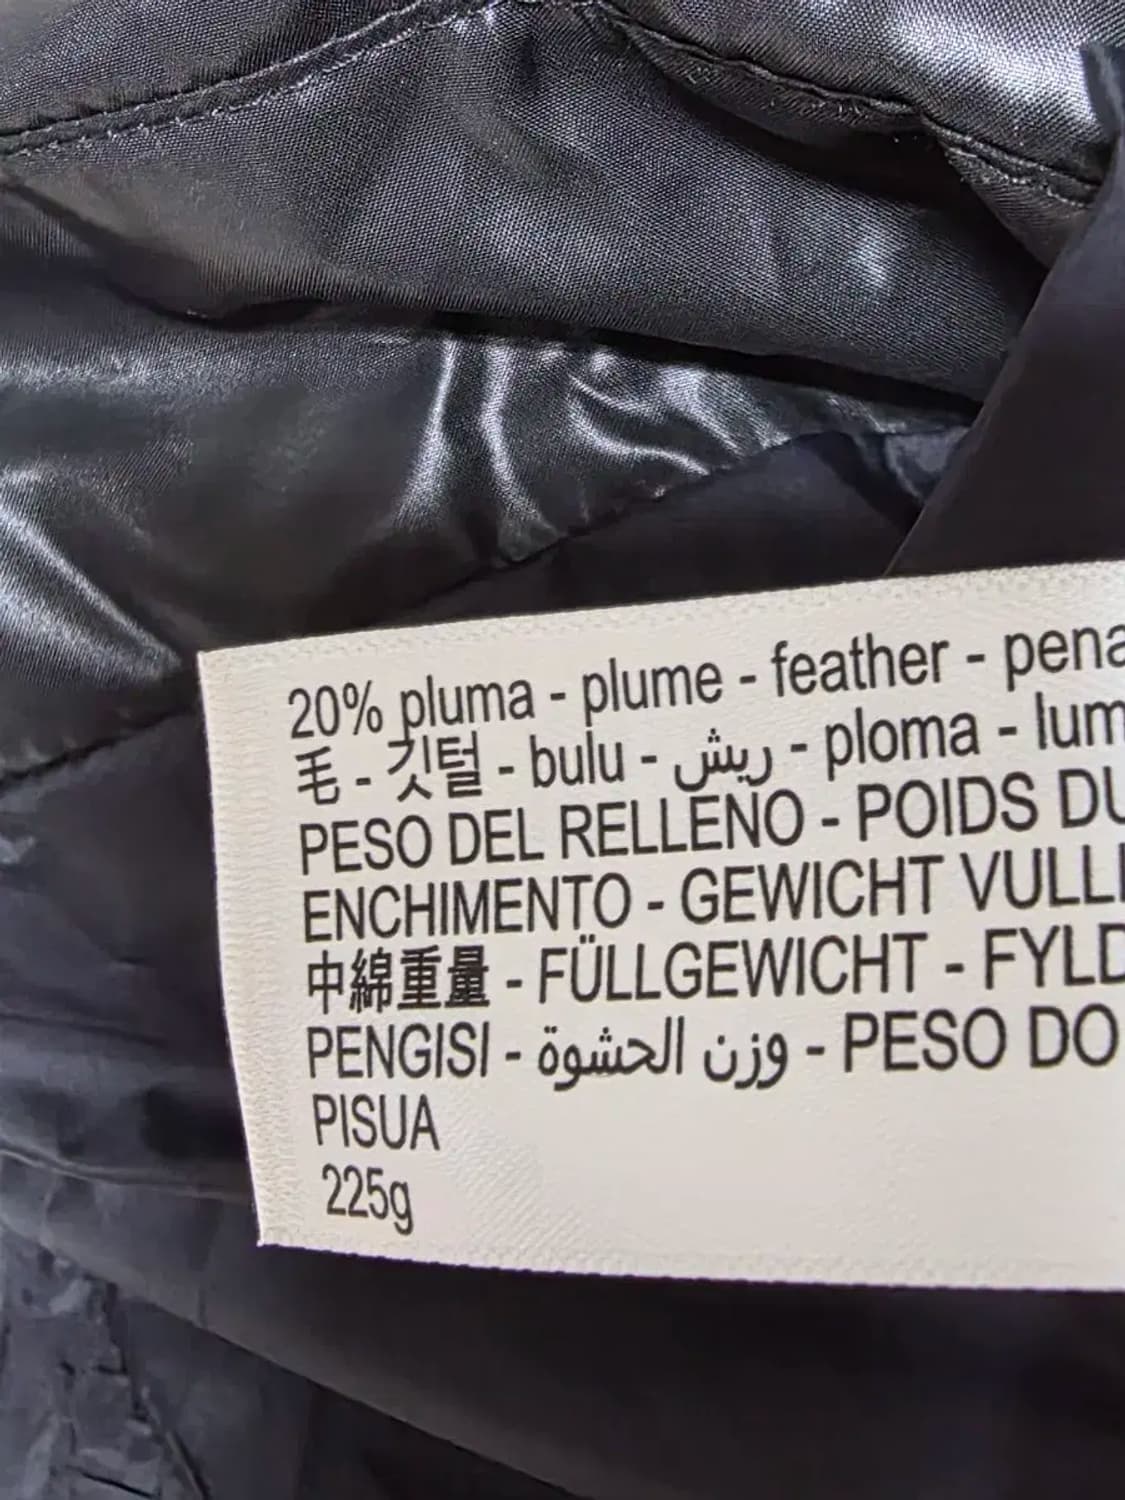 20% pluma - plume - feather - pena
毛 - 깃털 - bulu - ريش - ploma - lum
PESO DEL RELLENO - POIDS DU
ENCHIMENTO - GEWICHT VULLI
中綿重量 - FÜLLGEWICHT - FYLD
PENGISI - وزن الحشوة - PESO DO
PISUA
225g